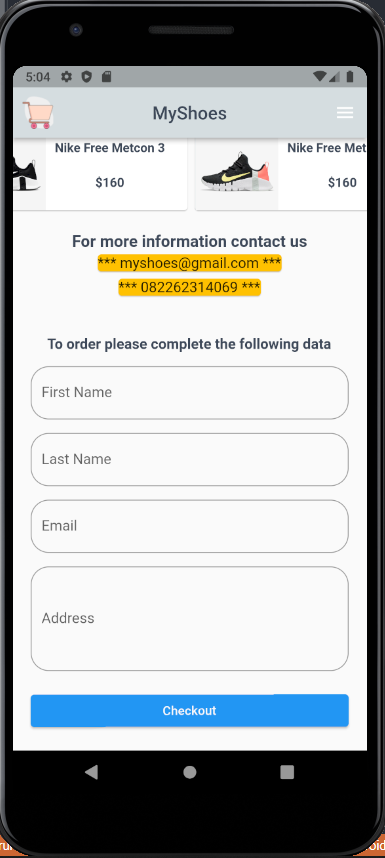 5:04
MyShoes
Nike Free Metcon 3
Nike Free Met
$160
$160
For more information contact us
*** myshoes@gmail.com ***
*** 082262314069 ***
To order please complete the following data
First Name
Last Name
Email
Address
Checkout